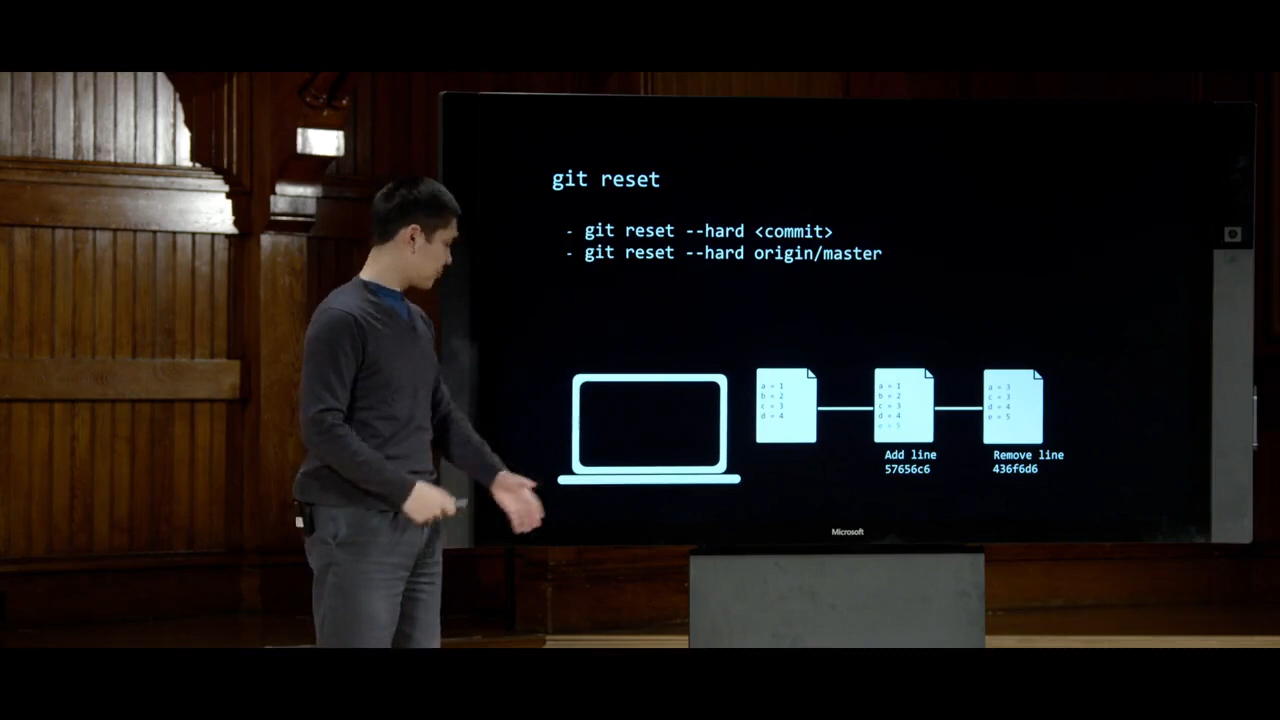 git reset
- git reset --hard <commit>
- git reset --hard origin/master
a = 1
b = 2
c = 3
d = 4
a = 1
b = 2
c = 3
d = 4
e = 5
a = 3
c = 3
d = 4
e = 5
Add line
57656c6
Remove line
436f6d6
Microsoft